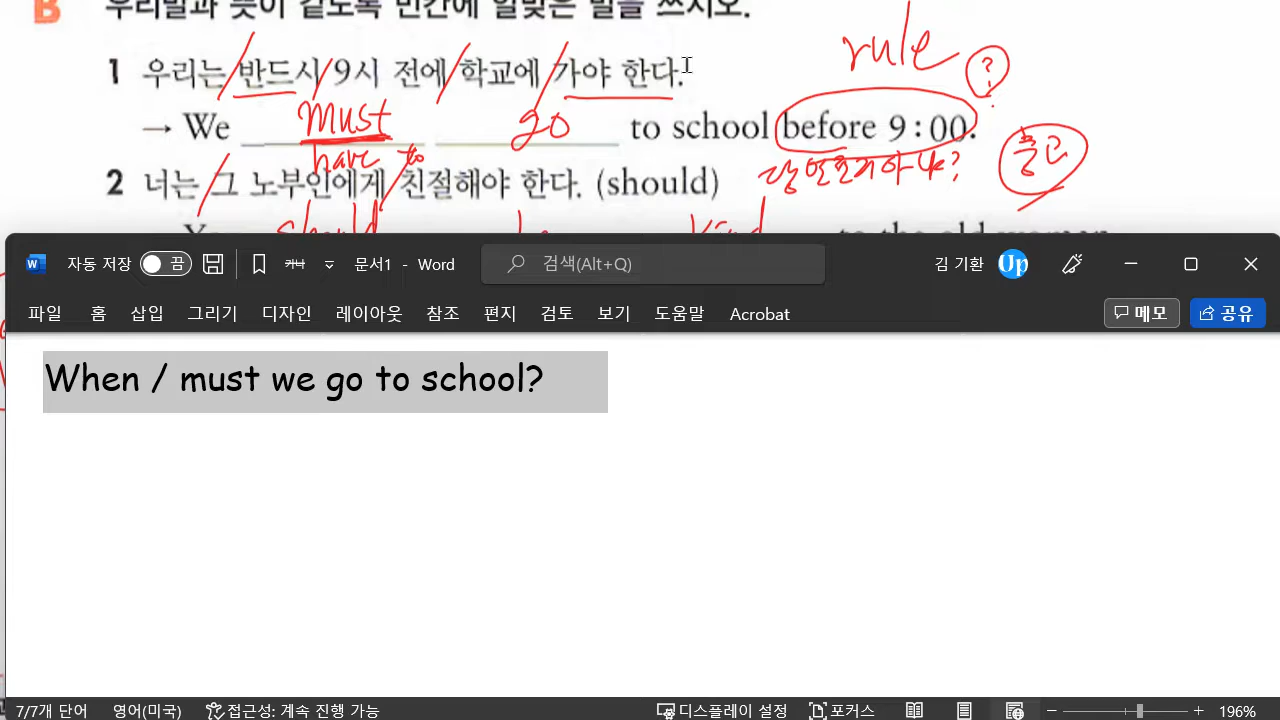 B 우리말과 뜻이 같도록 빈칸에 알맞은 말을 쓰시오.
rule
1 우리는 / 반드시 / 9시 전에 / 학교에 / 가야 한다.
?
→ We must go to school before 9:00.
have to
2 너는 / 그 노부인에게 / 친절해야 한다. (should)
should be kind to the old woman
자동 저장 끔 문서1 - Word 검색(Alt+Q) 김 기환 Up
파일 홈 삽입 그리기 디자인 레이아웃 참조 편지 검토 보기 도움말 Acrobat 메모 공유
When / must we go to school?
7/7개 단어 영어(미국) 접근성: 계속 진행 가능 디스플레이 설정 포커스 196%